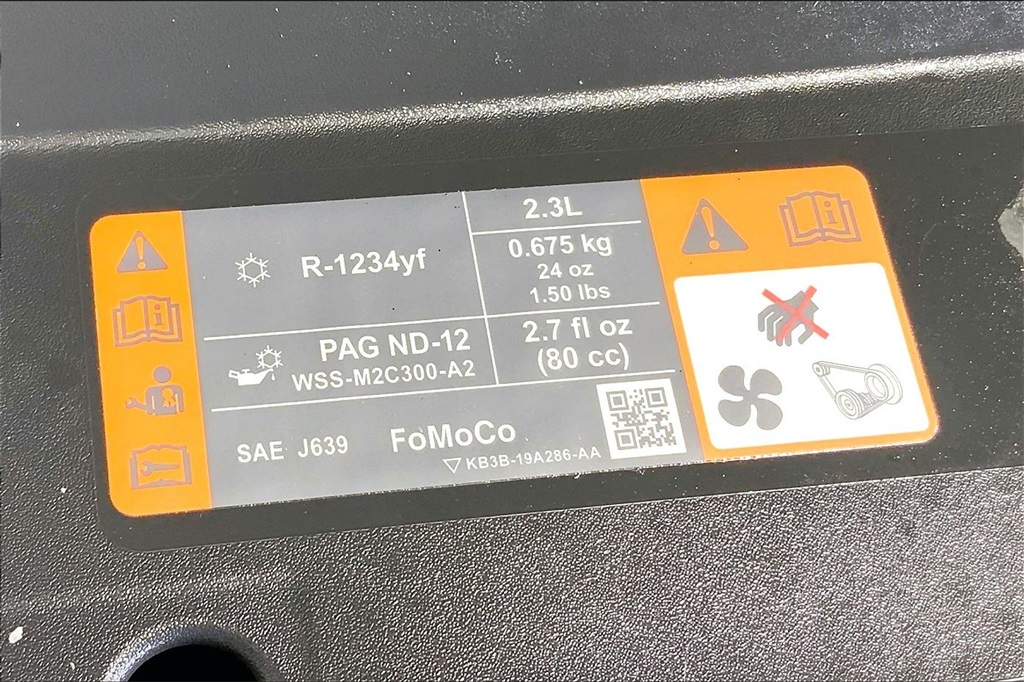 R-1234yf
2.3L
0.675 kg
24 oz
1.50 lbs
PAG ND-12
WSS-M2C300-A2
2.7 fl oz
(80 cc)
SAE J639
FoMoCo
KB3B-19A286-AA